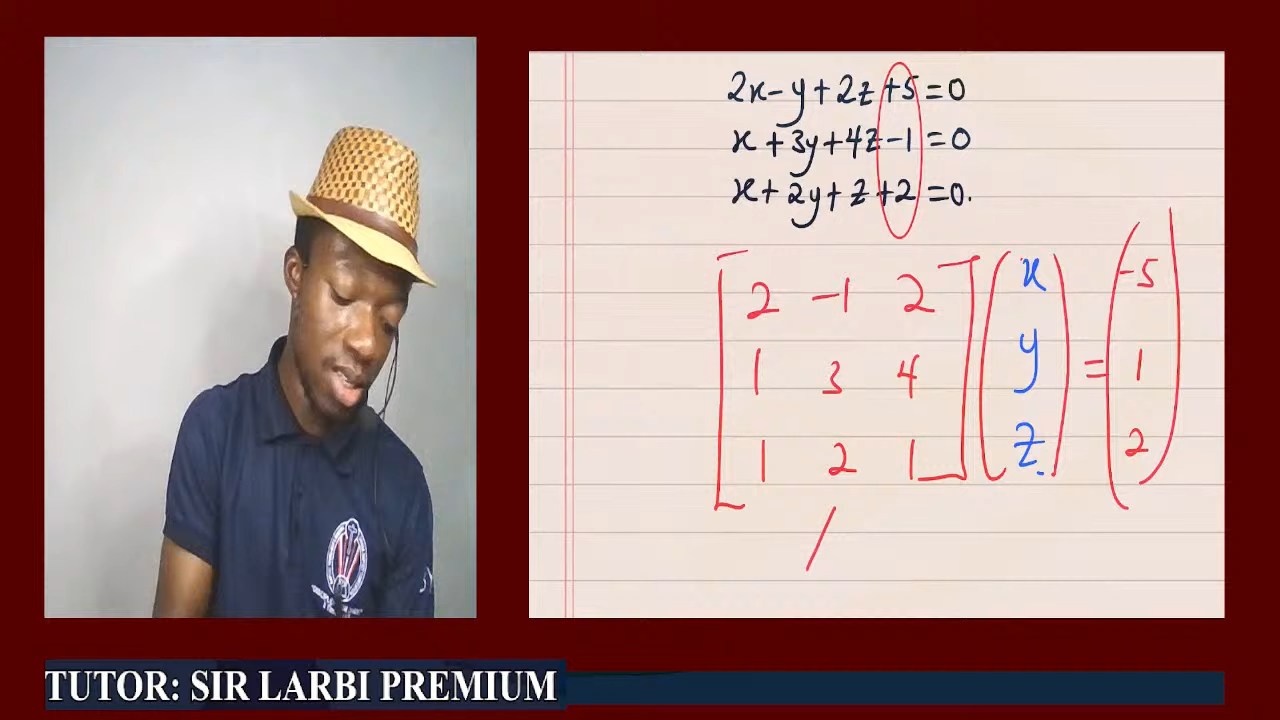 2x - y + 2z + 5 = 0
x + 3y + 4z - 1 = 0
x + 2y + z + 2 = 0.
[ 2 -1 2 ] ( x ) = ( -5 )
[ 1 3 4 ] ( y ) = ( 1 )
[ 1 2 1 ] ( z ) = ( 2 )
TUTOR: SIR LARBI PREMIUM